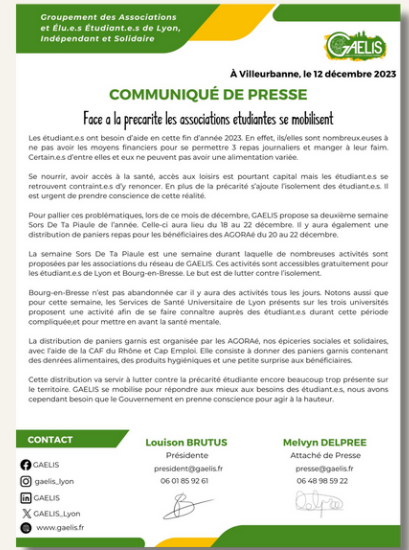 Groupement des Associations
et Élu.e.s Étudiant.e.s de Lyon,
Indépendant et Solidaire
GAELIS
À Villeurbanne, le 12 décembre 2023
COMMUNIQUÉ DE PRESSE
Face a la precarite les associations etudiantes se mobilisent
Les étudiant.e.s ont besoin d'aide en cette fin d'année 2023. En effet, ils/elles sont nombreux.euses à
ne pas avoir les moyens financiers pour se permettre 3 repas journaliers et manger à leur faim.
Certain.e.s d'entre elles et eux ne peuvent pas avoir une alimentation variée.
Se nourrir, avoir accès à la santé, accès aux loisirs est pourtant capital mais les étudiant.e.s se
retrouvent contraint.e.s d'y renoncer. En plus de la précarité s'ajoute l'isolement des étudiant.e.s. Il
est urgent de prendre conscience de cette réalité.
Pour pallier ces problématiques, lors de ce mois de décembre, GAELIS propose sa deuxième semaine
Sors De Ta Piaule de l'année. Celle-ci aura lieu du 18 au 22 décembre. Il y aura également une
distribution de paniers repas pour les bénéficiaires des AGORAé du 20 au 22 décembre.
La semaine Sors De Ta Piaule est une semaine durant laquelle de nombreuses activités sont
proposées par les associations du réseau de GAELIS. Ces activités sont accessibles gratuitement pour
les étudiant.e.s de Lyon et Bourg-en-Bresse. Le but est de lutter contre l'isolement.
Bourg-en-Bresse n'est pas abandonnée car il y aura des activités tous les jours. Notons aussi que
pour cette semaine, les Services de Santé Universitaire de Lyon présents sur les trois universités
proposent une activité afin de se faire connaître auprès des étudiant.e.s durant cette période
compliquée,et pour mettre en avant la santé mentale.
La distribution de paniers garnit est organisée par les AGORAé, nos épiceries sociales et solidaires,
avec l'aide de la CAF du Rhône et Cap Emploi. Elle consiste à donner des paniers garnit contenant
des denrées alimentaires, des produits hygiéniques et une petite surprise aux bénéficiaires.
Cette distribution va servir à lutter contre la précarité étudiante encore beaucoup trop présente sur
le territoire. GAELIS se mobilise pour répondre aux mieux aux besoins des étudiant.e.s, nous avons
cependant besoin que le Gouvernement en prenne conscience pour agir à la hauteur.
CONTACT
GAELIS
gaelis_lyon
GAELIS
GAELIS_Lyon
www.gaelis.fr
Louison BRUTUS
Présidente
president@gaelis.fr
06 01 85 92 61
Melvyn DELPREE
Attaché de Presse
presse@gaelis.fr
06 48 98 59 22